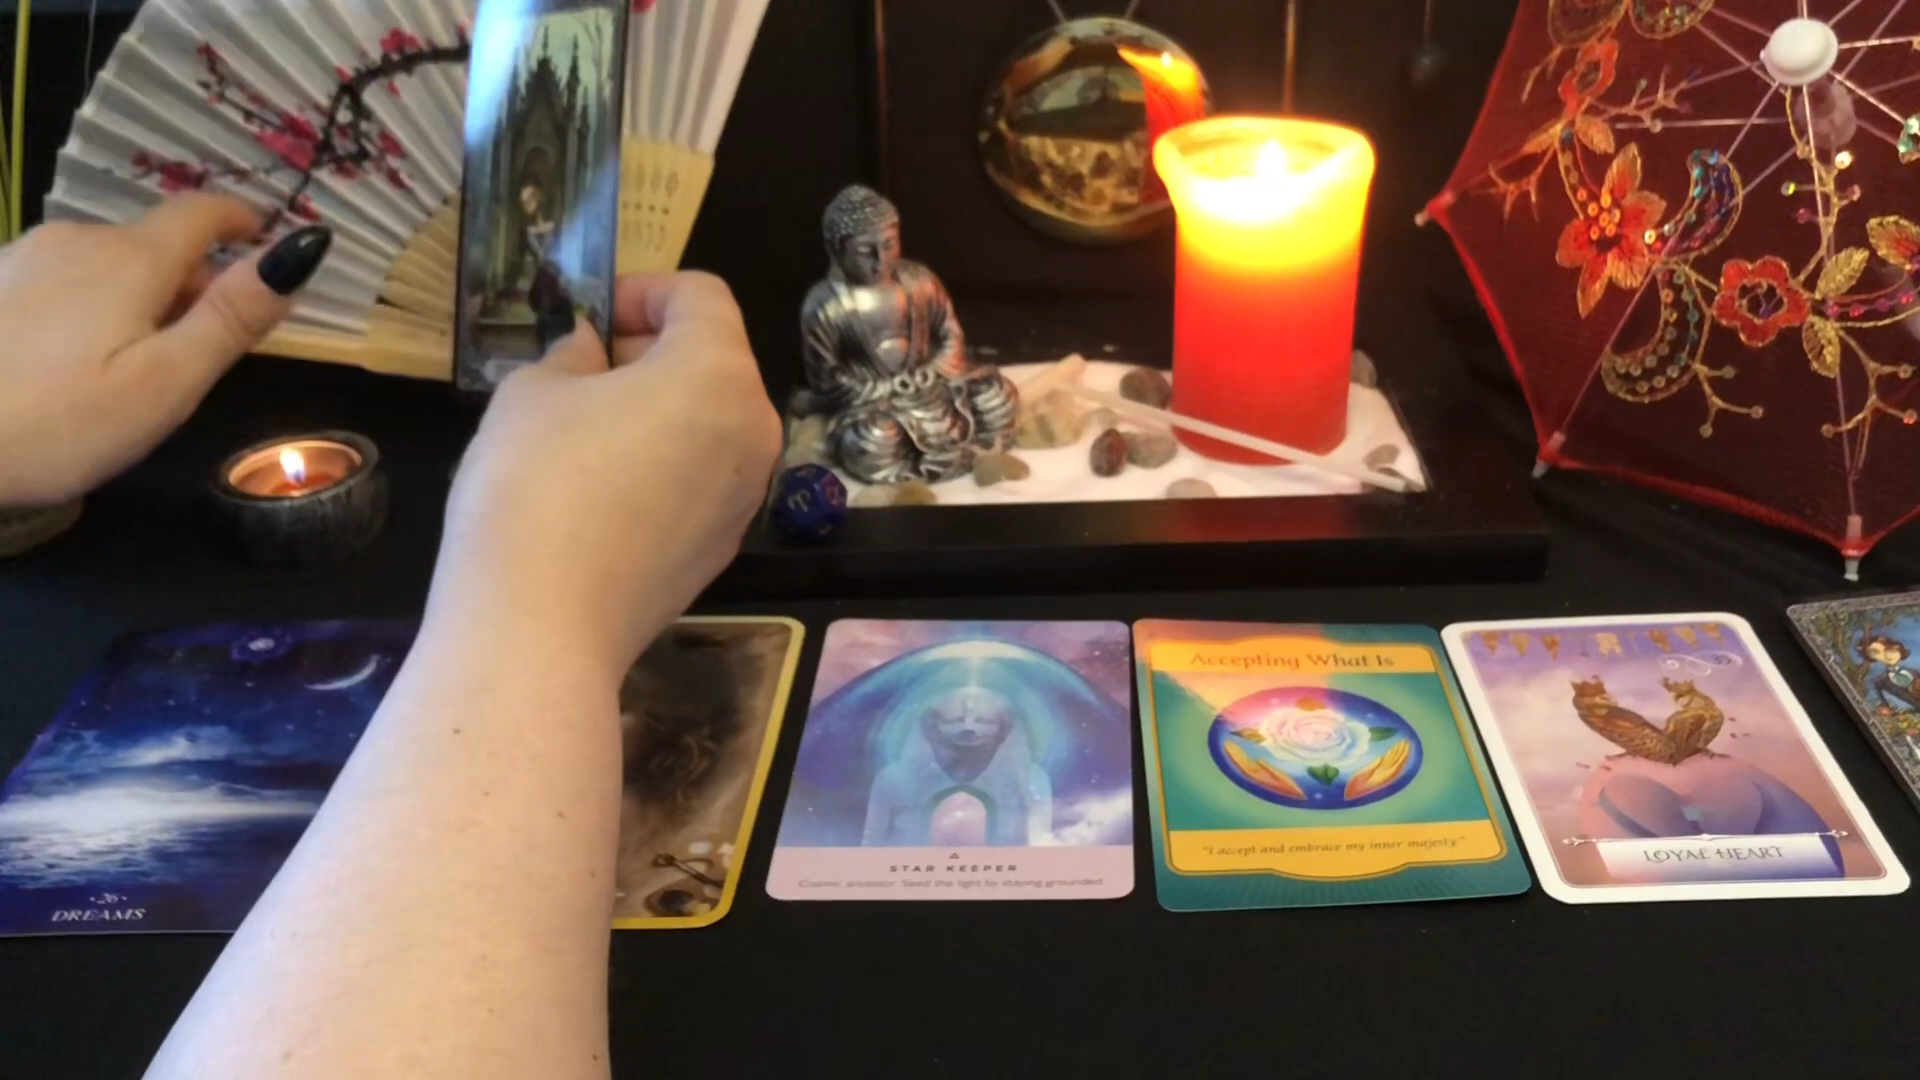 ·26·
DREAMS
STAR KEEPER
Cosmic ancestor. Seed the light by staying grounded.
Accepting What Is
"I accept and embrace my inner majesty."
LOYAL HEART